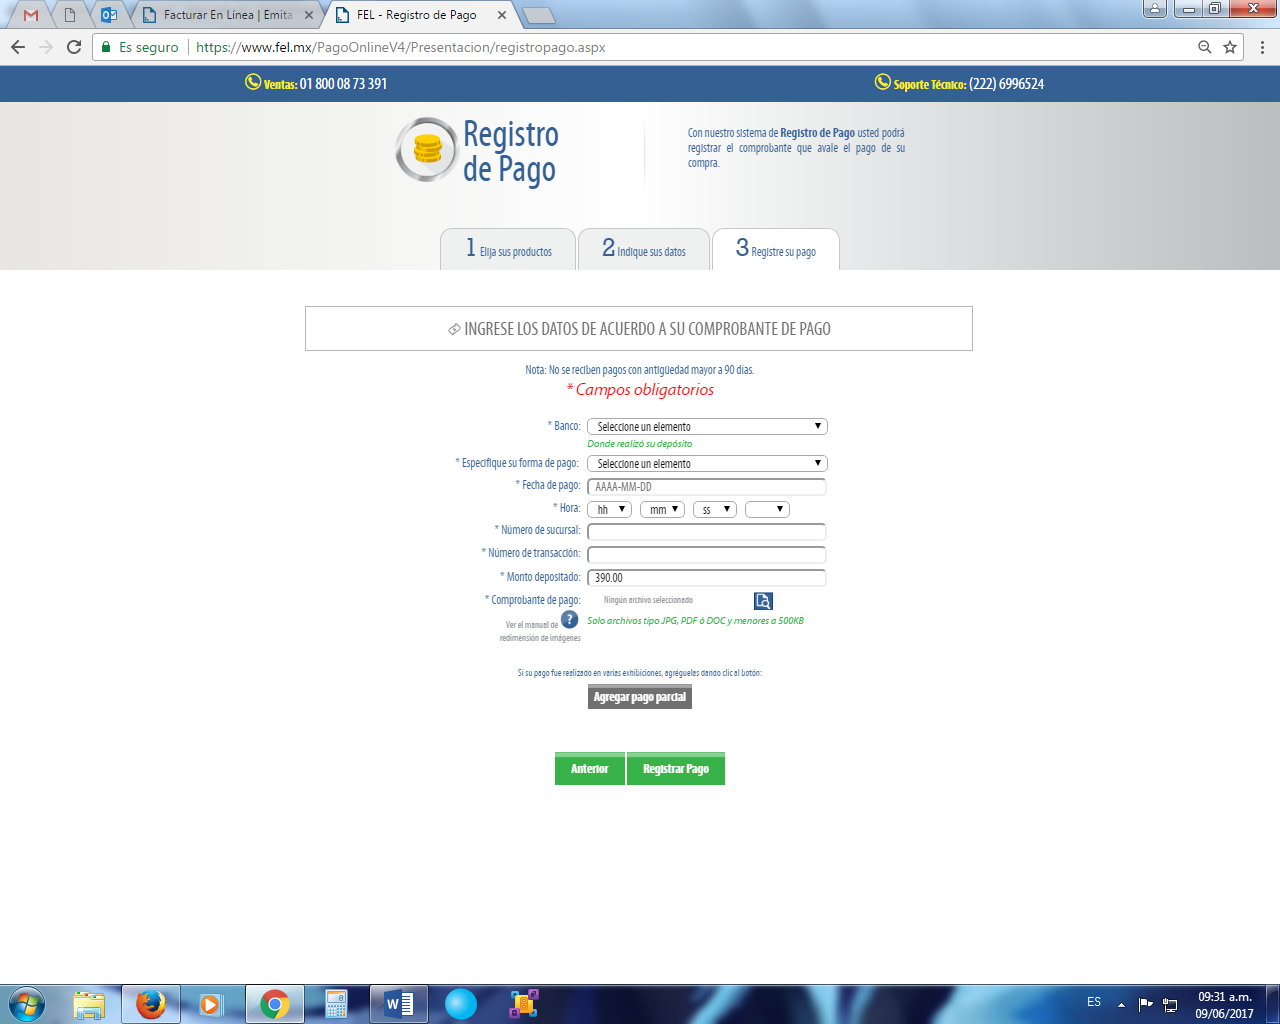 Facturar En Línea | Emita
FEL - Registro de Pago
Es seguro
https://www.fel.mx/PagoOnlineV4/Presentacion/registropago.aspx
Ventas: 01 800 08 73 391
Soporte Técnico: (222) 6996524
Registro
de Pago
Con nuestro sistema de Registro de Pago usted podrá
registrar el comprobante que avale el pago de su
compra.
1 Elija sus productos
2 Indique sus datos
3 Registre su pago
INGRESE LOS DATOS DE ACUERDO A SU COMPROBANTE DE PAGO
Nota: No se reciben pagos con antigüedad mayor a 90 días.
* Campos obligatorios
* Banco: Seleccione un elemento
Donde realizó su depósito
* Especifique su forma de pago: Seleccione un elemento
* Fecha de pago: AAAA-MM-DD
* Hora: hh mm ss
* Número de sucursal:
* Número de transacción:
* Monto depositado: 390.00
* Comprobante de pago: Ningún archivo seleccionado
Solo archivos tipo JPG, PDF ó DOC y menores a 500KB
Ver el manual de ?
redimensión de imágenes
Si su pago fue realizado en varias exhibiciones, agréguelas dando clic al botón:
Agregar pago parcial
Anterior
Registrar Pago
ES
09:31 a.m.
09/06/2017